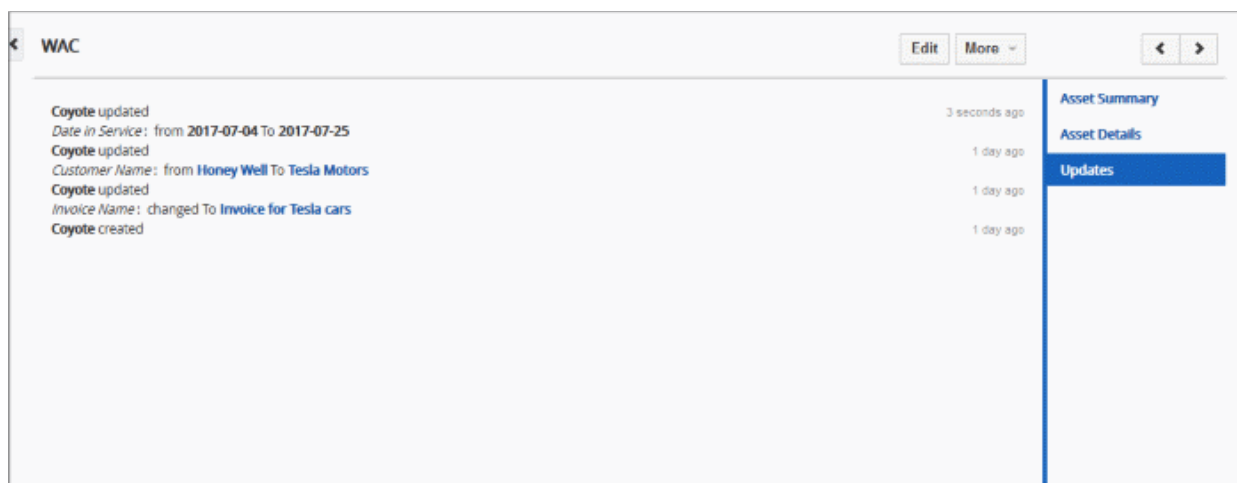 WAC
Edit
More
Coyote updated
3 seconds ago
Date in Service : from 2017-07-04 To 2017-07-25
Coyote updated
1 day ago
Customer Name : from Honey Well To Tesla Motors
Coyote updated
1 day ago
Invoice Name : changed To Invoice for Tesla cars
Coyote created
1 day ago
Asset Summary
Asset Details
Updates